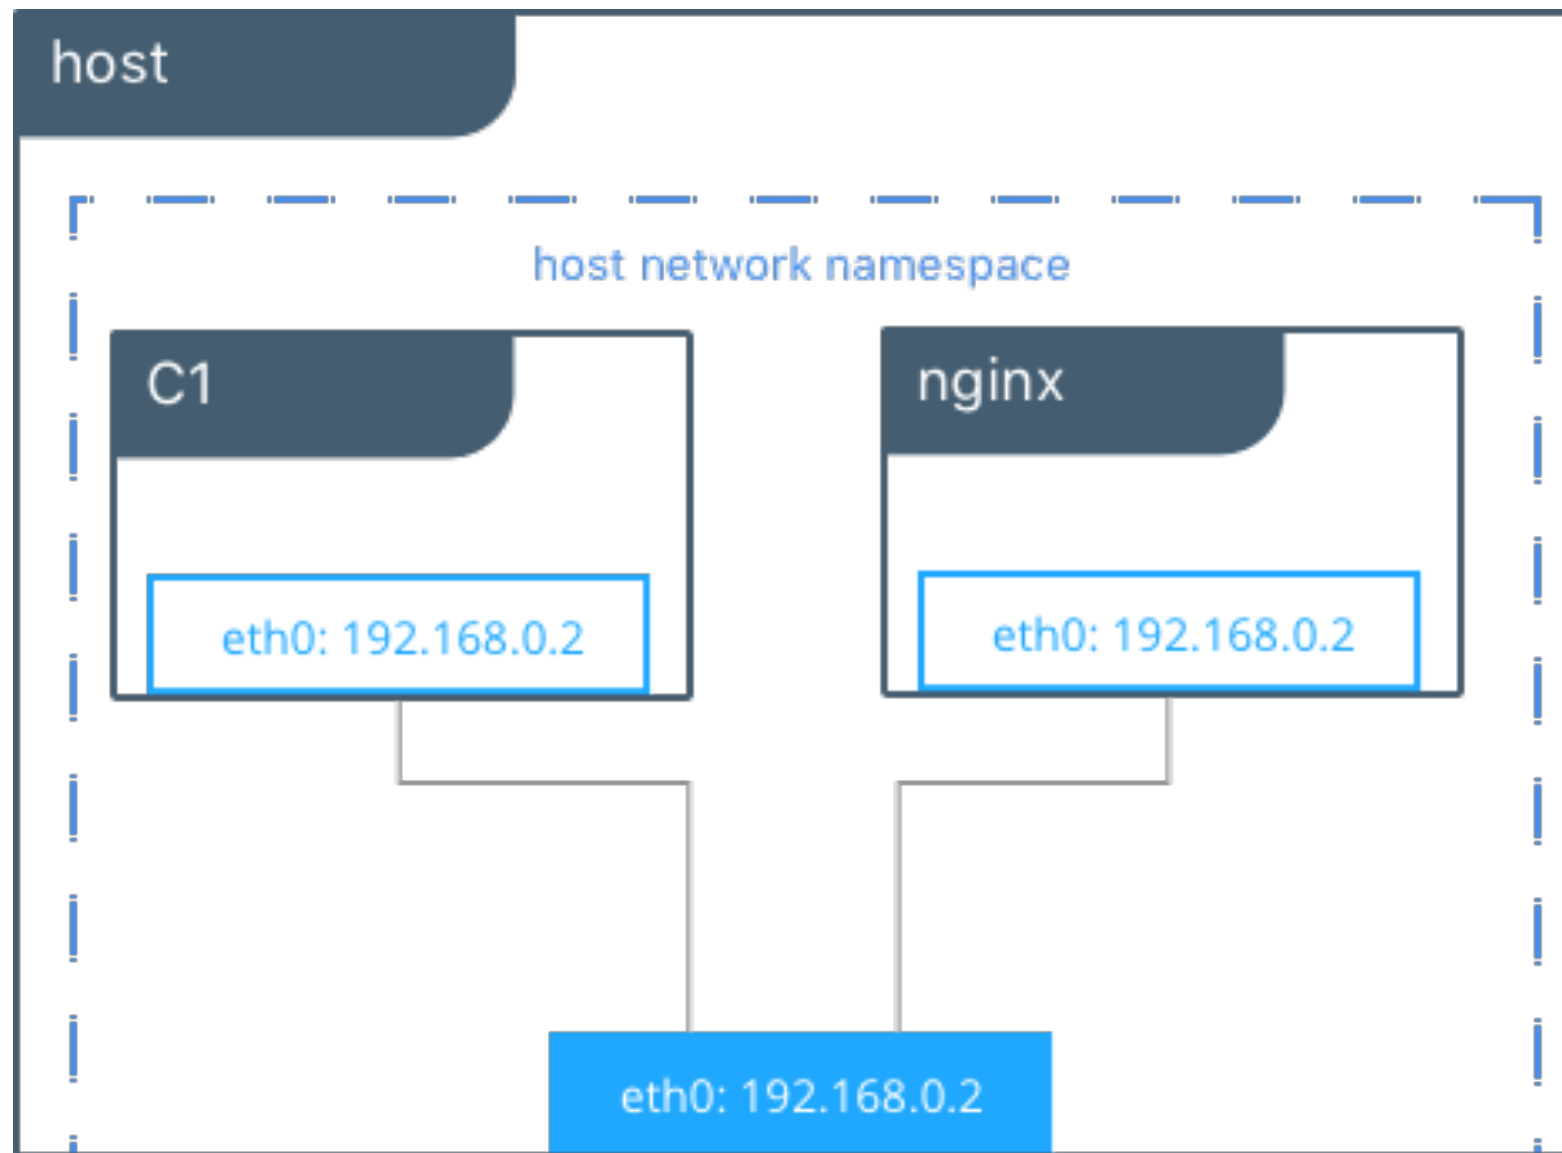 host
host network namespace
C1
nginx
eth0: 192.168.0.2
eth0: 192.168.0.2
eth0: 192.168.0.2